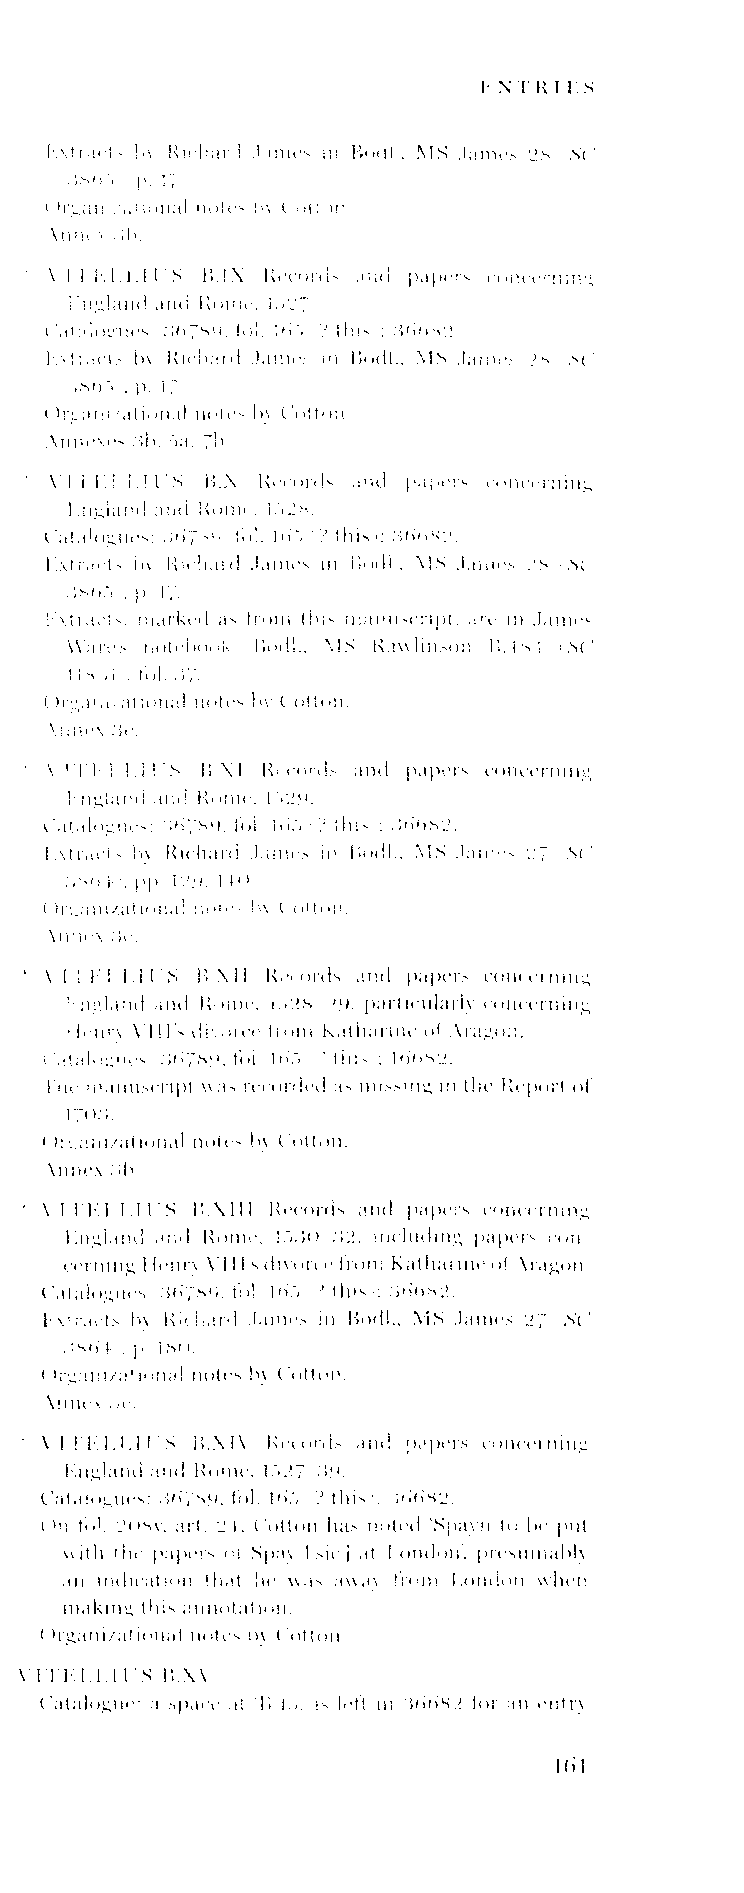 ENTRIES
Extracts by Richard James in Bodl., MS James 28 (SC
3865), p. 17.
Organizational notes by Cotton.
Annex 3b.
* VITELLIUS B.IX Records and papers concerning
England and Rome, 1527.
Catalogues: 36789, fol. 165 (? this); 36682.
Extracts by Richard James in Bodl., MS James 28 (SC
3865), p. 17.
Organizational notes by Cotton.
Annexes 3b, 5a, 7b.
* VITELLIUS B.X Records and papers concerning
England and Rome, 1528.
Catalogues: 36789, fol. 165 (? this); 36682.
Extracts by Richard James in Bodl., MS James 28 (SC
3865), p. 17.
Extracts, marked as from this manuscript, are in James
Ware's notebook, Bodl., MS Rawlinson B.484 (SC
11831), fol. 37.
Organizational notes by Cotton.
Annex 3e.
* VITELLIUS B.XI Records and papers concerning
England and Rome, 1529.
Catalogues: 36789, fol. 165 (? this); 36682.
Extracts by Richard James in Bodl., MS James 27 (SC
3864), pp. 139, 140.
Organizational notes by Cotton.
Annex 3e.
* VITELLIUS B.XII Records and papers concerning
England and Rome, 1528–29, particularly concerning
Henry VIII's divorce from Katharine of Aragon.
Catalogues: 36789, fol. 165 (? this); 36682.
The manuscript was recorded as missing in the Report of
1703.
Organizational notes by Cotton.
Annex 3b.
* VITELLIUS B.XIII Records and papers concerning
England and Rome, 1530–32, including papers con-
cerning Henry VIII's divorce from Katharine of Aragon.
Catalogues: 36789, fol. 165 (? this); 36682.
Extracts by Richard James in Bodl., MS James 27 (SC
3864), p. 180.
Organizational notes by Cotton.
Annex 3e.
* VITELLIUS B.XIV Records and papers concerning
England and Rome, 1527–39.
Catalogues: 36789, fol. 165 (? this); 36682.
On fol. 208v, art. 24, Cotton has noted 'Spayn to be put
with the papers of Spay [sic] at London', presumably
an indication that he was away from London when
making this annotation.
Organizational notes by Cotton.
VITELLIUS B.XV
Catalogue: a space at 'B 15' is left in 36682 for an entry
161